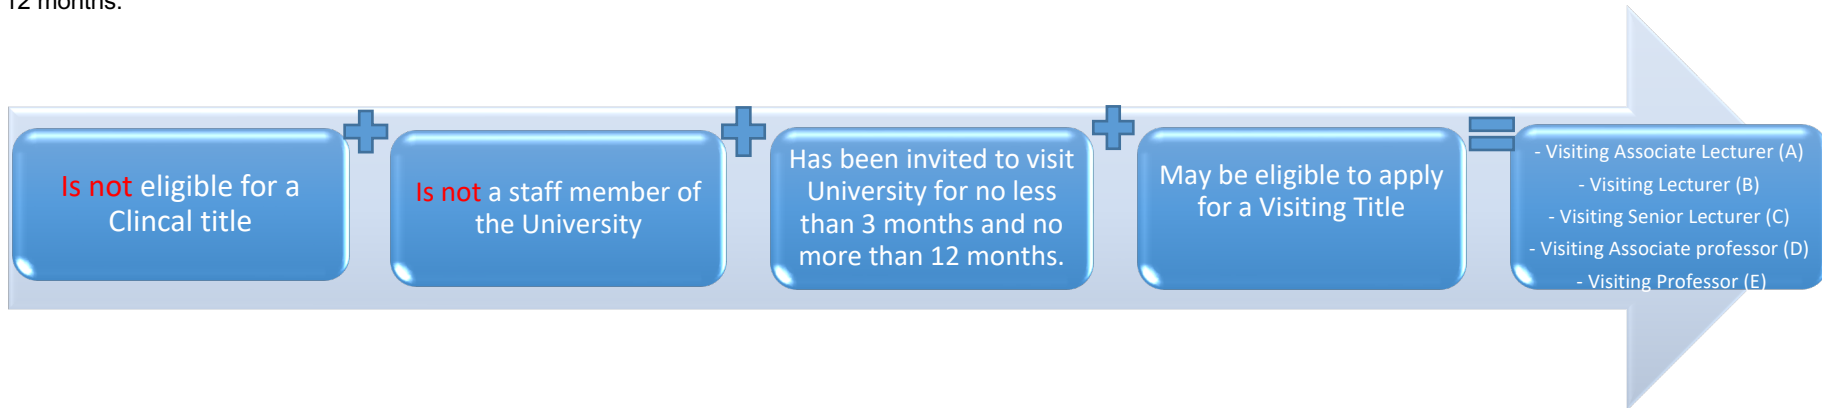 12 months.
Is not eligible for a
Clincal title
Is not a staff member of
the University
Has been invited to visit
University for no less
than 3 months and no
more than 12 months.
May be eligible to apply
for a Visiting Title
- Visiting Associate Lecturer (A)
- Visiting Lecturer (B)
- Visiting Senior Lecturer (C)
- Visiting Associate professor (D)
- Visiting Professor (E)